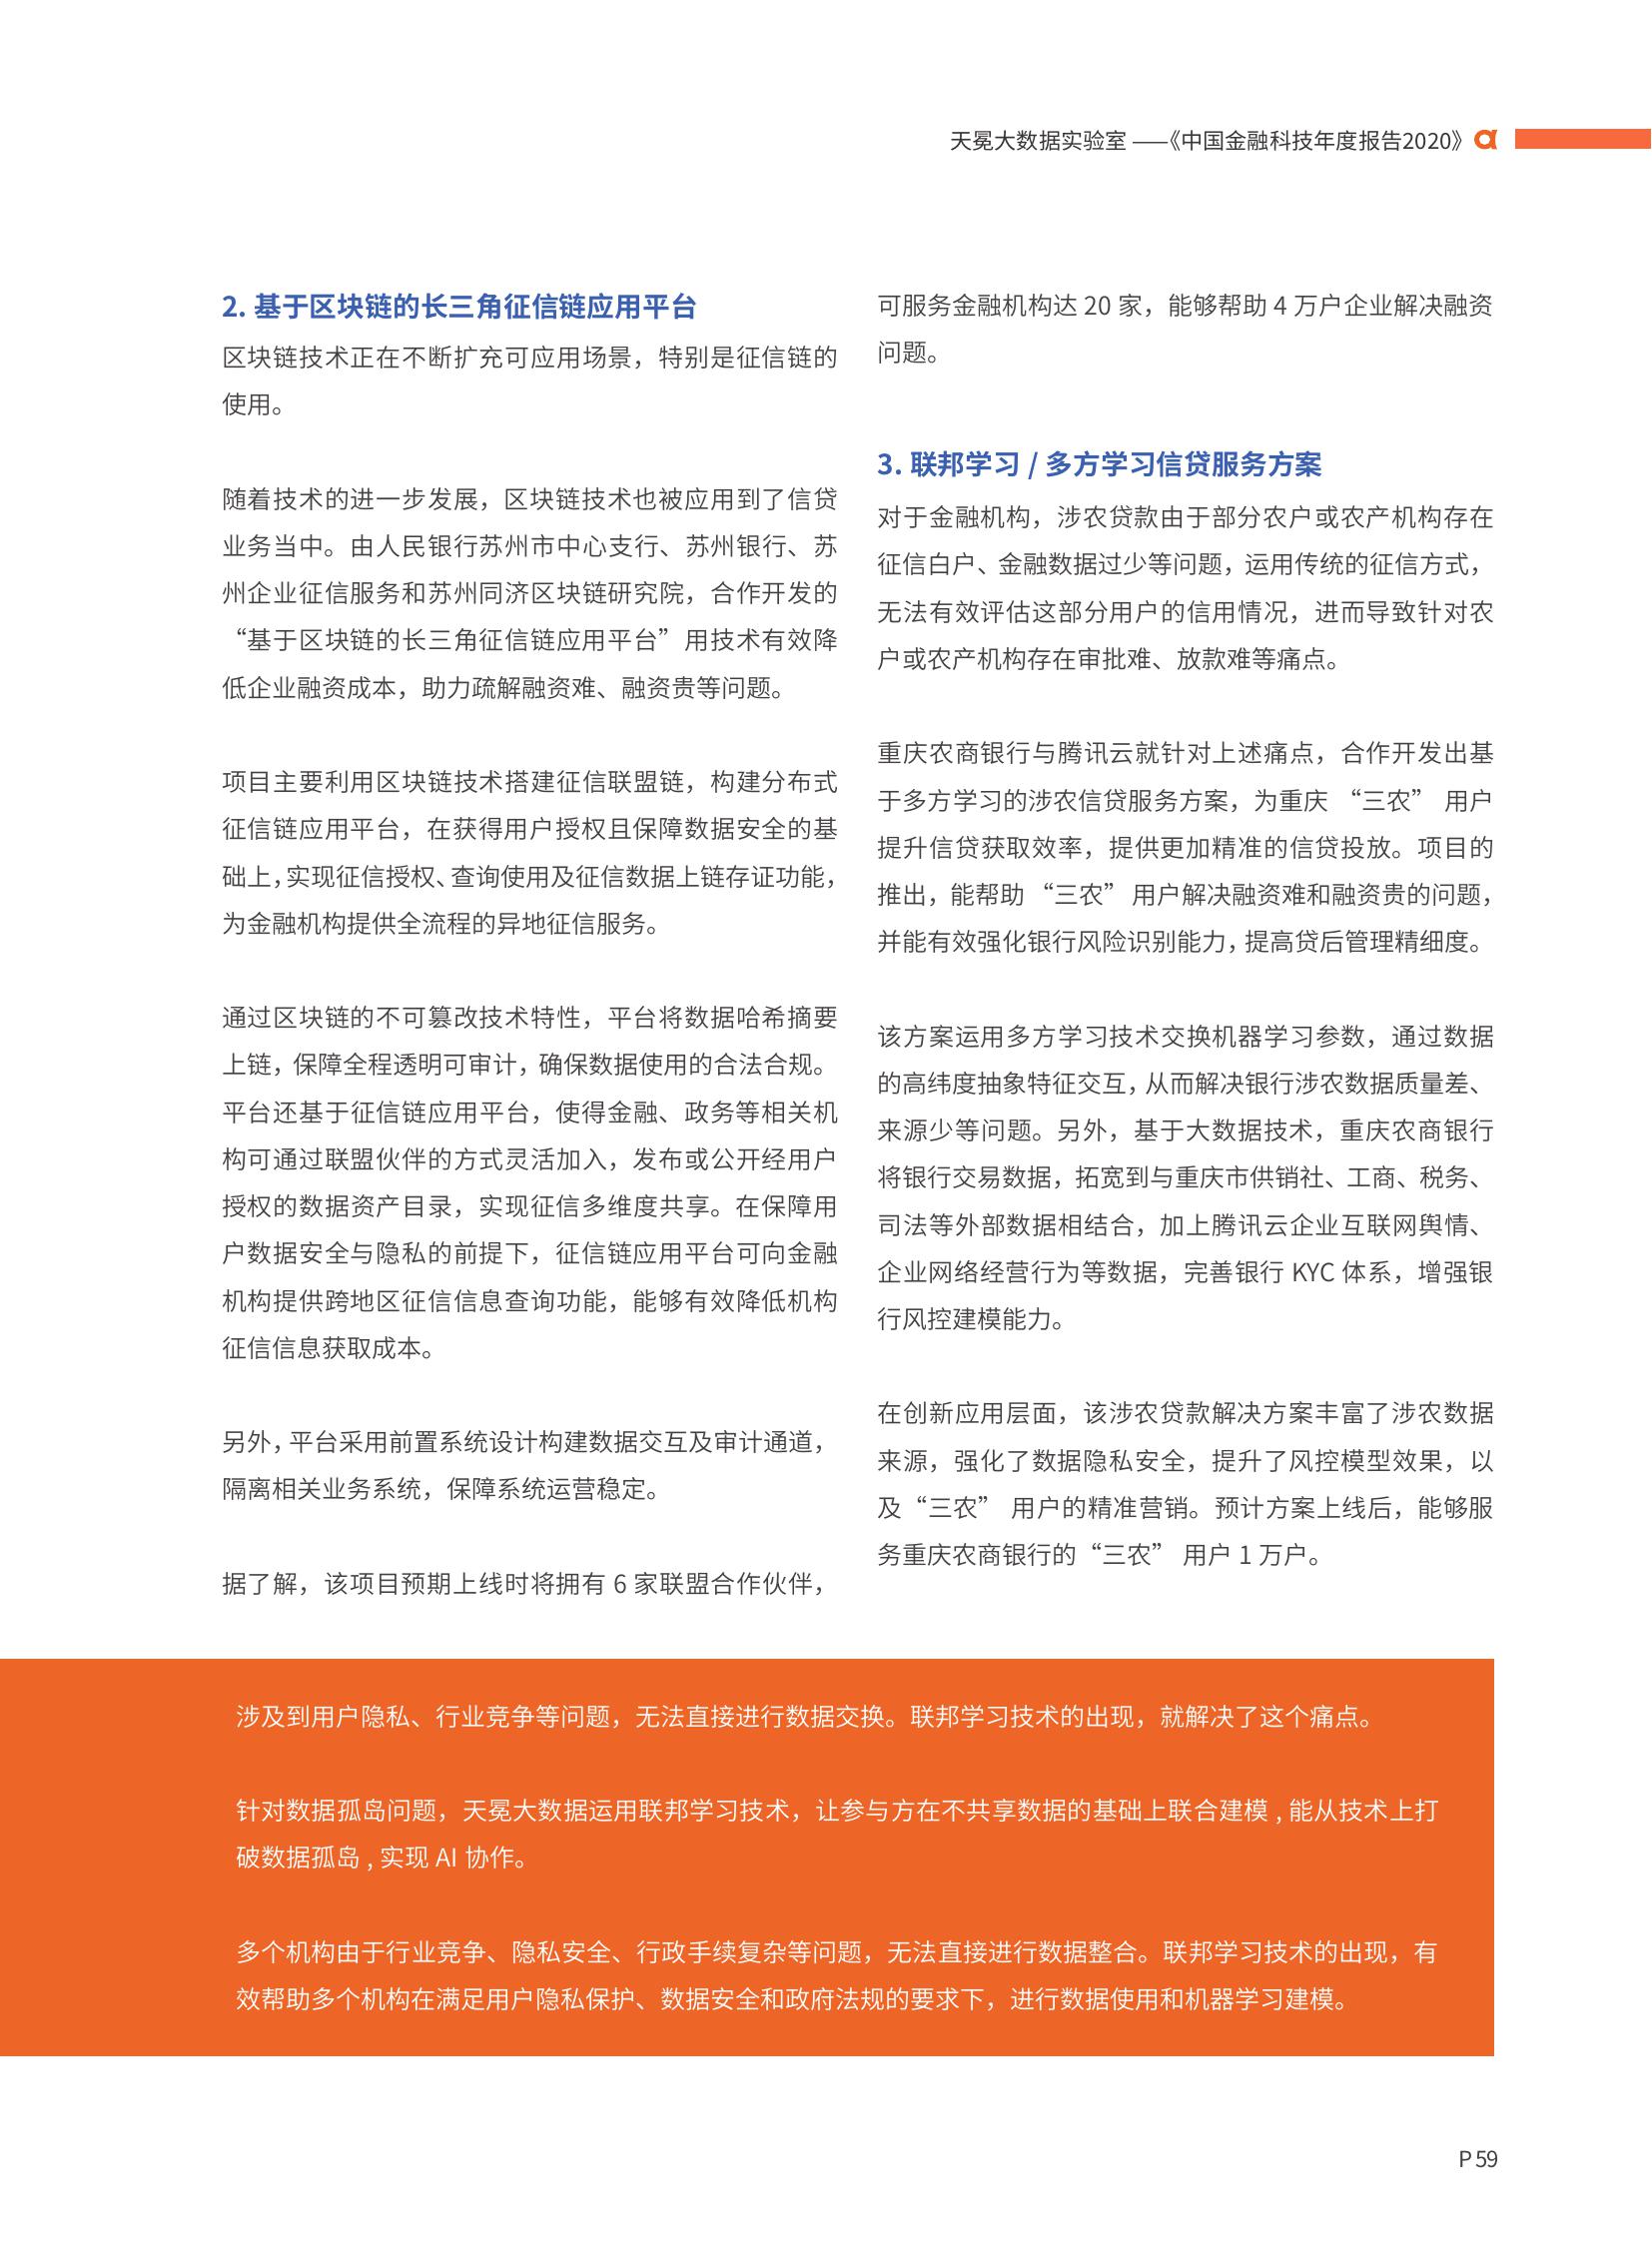 天冕大数据实验室 ——《中国金融科技年度报告2020》
2. 基于区块链的长三角征信链应用平台
区块链技术正在不断扩充可应用场景，特别是征信链的
使用。
随着技术的进一步发展，区块链技术也被应用到了信贷
业务当中。由人民银行苏州市中心支行、苏州银行、苏
州企业征信服务和苏州同济区块链研究院，合作开发的
“基于区块链的长三角征信链应用平台”用技术有效降
低企业融资成本，助力疏解融资难、融资贵等问题。
项目主要利用区块链技术搭建征信联盟链，构建分布式
征信链应用平台，在获得用户授权且保障数据安全的基
础上，实现征信授权、查询使用及征信数据上链存证功能，
为金融机构提供全流程的异地征信服务。
通过区块链的不可篡改技术特性，平台将数据哈希摘要
上链，保障全程透明可审计，确保数据使用的合法合规。
平台还基于征信链应用平台，使得金融、政务等相关机
构可通过联盟伙伴的方式灵活加入，发布或公开经用户
授权的数据资产目录，实现征信多维度共享。在保障用
户数据安全与隐私的前提下，征信链应用平台可向金融
机构提供跨地区征信信息查询功能，能够有效降低机构
征信信息获取成本。
另外，平台采用前置系统设计构建数据交互及审计通道，
隔离相关业务系统，保障系统运营稳定。
据了解，该项目预期上线时将拥有 6 家联盟合作伙伴，
可服务金融机构达 20 家，能够帮助 4 万户企业解决融资
问题。
3. 联邦学习 / 多方学习信贷服务方案
对于金融机构，涉农贷款由于部分农户或农产机构存在
征信白户、金融数据过少等问题，运用传统的征信方式，
无法有效评估这部分用户的信用情况，进而导致针对农
户或农产机构存在审批难、放款难等痛点。
重庆农商银行与腾讯云就针对上述痛点，合作开发出基
于多方学习的涉农信贷服务方案，为重庆 “三农” 用户
提升信贷获取效率，提供更加精准的信贷投放。项目的
推出，能帮助 “三农” 用户解决融资难和融资贵的问题，
并能有效强化银行风险识别能力，提高贷后管理精细度。
该方案运用多方学习技术交换机器学习参数，通过数据
的高纬度抽象特征交互，从而解决银行涉农数据质量差、
来源少等问题。另外，基于大数据技术，重庆农商银行
将银行交易数据，拓宽到与重庆市供销社、工商、税务、
司法等外部数据相结合，加上腾讯云企业互联网舆情、
企业网络经营行为等数据，完善银行 KYC 体系，增强银
行风控建模能力。
在创新应用层面，该涉农贷款解决方案丰富了涉农数据
来源，强化了数据隐私安全，提升了风控模型效果，以
及“三农” 用户的精准营销。预计方案上线后，能够服
务重庆农商银行的“三农” 用户 1 万户。
涉及到用户隐私、行业竞争等问题，无法直接进行数据交换。联邦学习技术的出现，就解决了这个痛点。
针对数据孤岛问题，天冕大数据运用联邦学习技术，让参与方在不共享数据的基础上联合建模 , 能从技术上打
破数据孤岛 , 实现 AI 协作。
多个机构由于行业竞争、隐私安全、行政手续复杂等问题，无法直接进行数据整合。联邦学习技术的出现，有
效帮助多个机构在满足用户隐私保护、数据安全和政府法规的要求下，进行数据使用和机器学习建模。
P 59